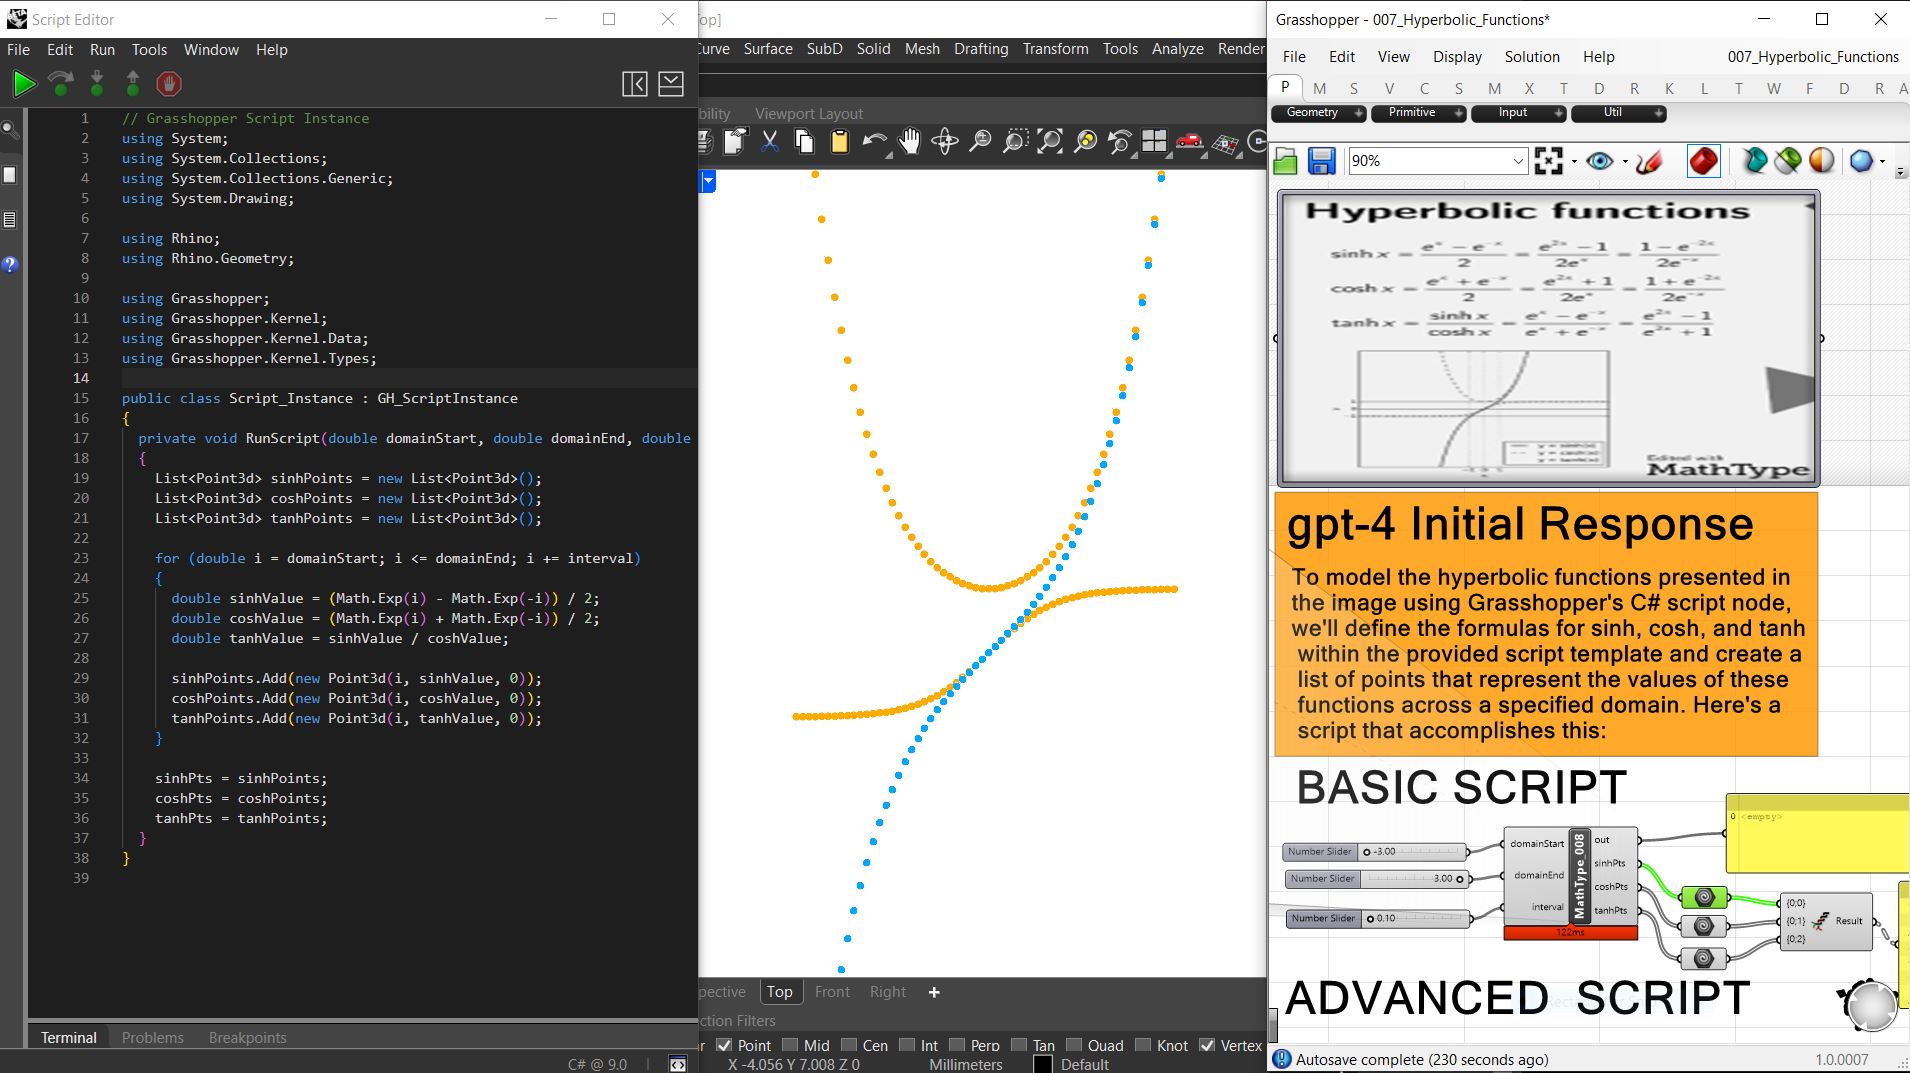 Script Editor
File Edit Run Tools Window Help
1 // Grasshopper Script Instance
2 using System;
3 using System.Collections;
4 using System.Collections.Generic;
5 using System.Drawing;
6
7 using Rhino;
8 using Rhino.Geometry;
9
10 using Grasshopper;
11 using Grasshopper.Kernel;
12 using Grasshopper.Kernel.Data;
13 using Grasshopper.Kernel.Types;
14
15 public class Script_Instance : GH_ScriptInstance
16 {
17 private void RunScript(double domainStart, double domainEnd, double
18 {
19 List<Point3d> sinhPoints = new List<Point3d>();
20 List<Point3d> coshPoints = new List<Point3d>();
21 List<Point3d> tanhPoints = new List<Point3d>();
22
23 for (double i = domainStart; i <= domainEnd; i += interval)
24 {
25 double sinhValue = (Math.Exp(i) - Math.Exp(-i)) / 2;
26 double coshValue = (Math.Exp(i) + Math.Exp(-i)) / 2;
27 double tanhValue = sinhValue / coshValue;
28
29 sinhPoints.Add(new Point3d(i, sinhValue, 0));
30 coshPoints.Add(new Point3d(i, coshValue, 0));
31 tanhPoints.Add(new Point3d(i, tanhValue, 0));
32 }
33
34 sinhPts = sinhPoints;
35 coshPts = coshPoints;
36 tanhPts = tanhPoints;
37 }
38 }
39
Terminal Problems Breakpoints
C# @ 9.0
op]
urve Surface SubD Solid Mesh Drafting Transform Tools Analyze Render
bility Viewport Layout
pective Top Front Right +
ction Filters
r Point Mid Cen Int Perp Tan Quad Knot Vertex
X -4.056 Y 7.008 Z 0 Millimeters Default
Grasshopper - 007_Hyperbolic_Functions*
File Edit View Display Solution Help 007_Hyperbolic_Functions
P M S V C S M X T D R K L T W F D R A
Geometry Primitive Input Util
90%
Hyperbolic functions
sinh x = (e^x − e^-x)/2 = (e^2x − 1)/2e^x = (1 − e^-2x)/2e^-x
cosh x = (e^x + e^-x)/2 = (e^2x + 1)/2e^x = (1 + e^-2x)/2e^-x
tanh x = sinh x/cosh x = (e^x − e^-x)/(e^x + e^-x) = (e^2x − 1)/(e^2x + 1)
Edited with
MathType
gpt-4 Initial Response
To model the hyperbolic functions presented in
the image using Grasshopper's C# script node,
we'll define the formulas for sinh, cosh, and tanh
within the provided script template and create a
list of points that represent the values of these
functions across a specified domain. Here's a
script that accomplishes this:
BASIC SCRIPT
0 <empty>
Number Slider -3.00
Number Slider 3.00
Number Slider 0.10
domainStart
domainEnd
interval
MathType_008
out
sinhPts
coshPts
tanhPts
122ms
{0;0}
{0;1}
{0;2}
Result
ADVANCED SCRIPT
Autosave complete (230 seconds ago) 1.0.0007